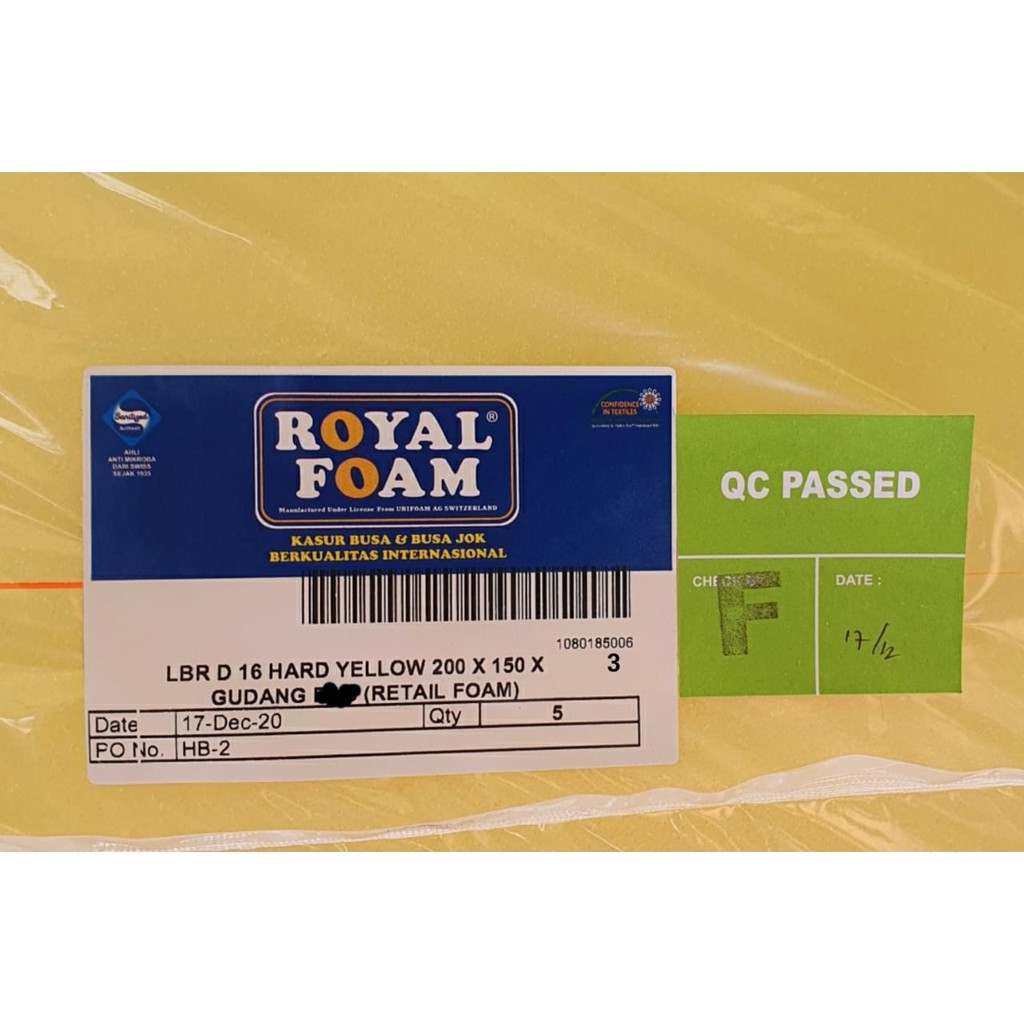 Sanitized
AHLI
ANTI MIKROBA
DARI SWISS
SEJAK 1935
ROYAL®
FOAM
Manufactured Under License From UNIFOAM AG SWITZERLAND
KASUR BUSA & BUSA JOK
BERKUALITAS INTERNASIONAL
CONFIDENCE
IN TEXTILES
1080185006
LBR D 16 HARD YELLOW 200 X 150 X 3
GUDANG (RETAIL FOAM)
Date 17-Dec-20 Qty 5
PO No. HB-2
QC PASSED
F
DATE :
17/12